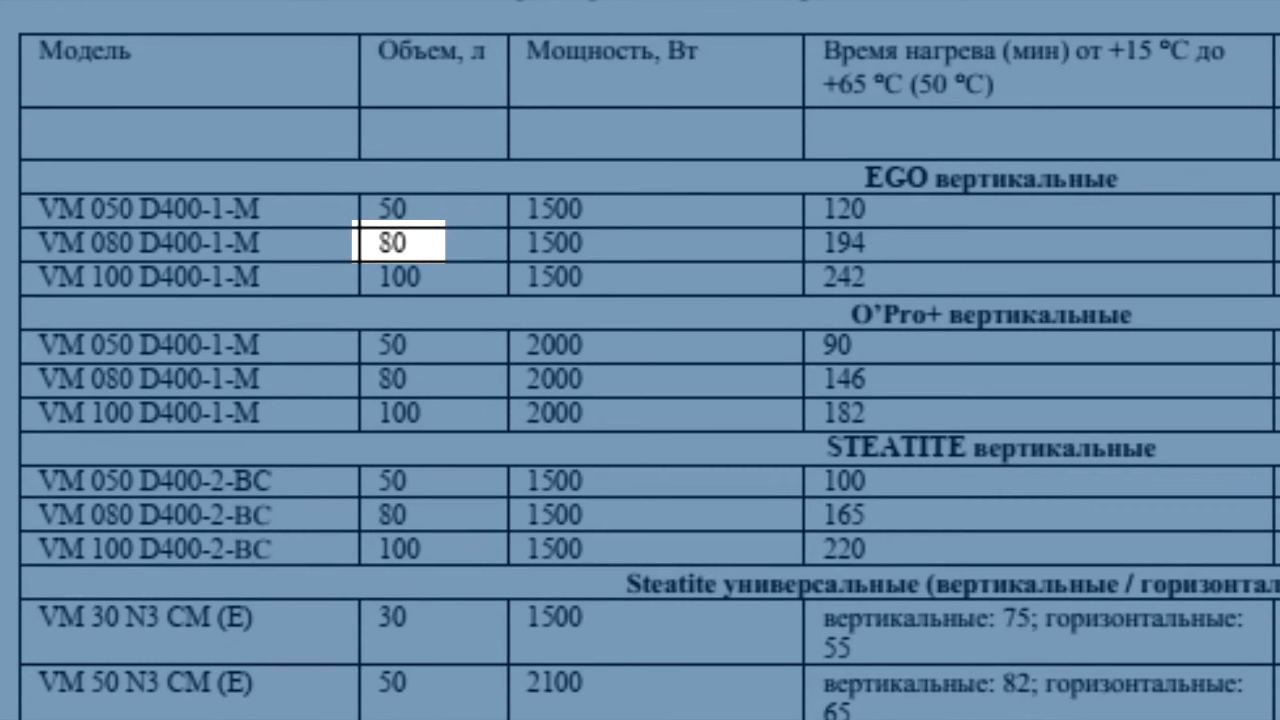 Модель Объем, л Мощность, Вт Время нагрева (мин) от +15 °C до
+65 °C (50 °C)
EGO вертикальные
VM 050 D400-1-M 50 1500 120
VM 080 D400-1-M 80 1500 194
VM 100 D400-1-M 100 1500 242
O’Pro+ вертикальные
VM 050 D400-1-M 50 2000 90
VM 080 D400-1-M 80 2000 146
VM 100 D400-1-M 100 2000 182
STEATITE вертикальные
VM 050 D400-2-BC 50 1500 100
VM 080 D400-2-BC 80 1500 165
VM 100 D400-2-BC 100 1500 220
Steatite универсальные (вертикальные / горизонтал
VM 30 N3 CM (E) 30 1500 вертикальные: 75; горизонтальные:
55
VM 50 N3 CM (E) 50 2100 вертикальные: 82; горизонтальные:
65